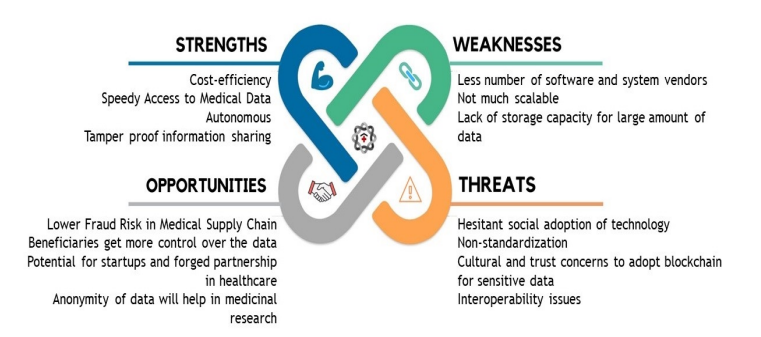 STRENGTHS
Cost-efficiency
Speedy Access to Medical Data
Autonomous
Tamper proof information sharing
WEAKNESSES
Less number of software and system vendors
Not much scalable
Lack of storage capacity for large amount of
data
OPPORTUNITIES
Lower Fraud Risk in Medical Supply Chain
Beneficiaries get more control over the data
Potential for startups and forged partnership
in healthcare
Anonymity of data will help in medicinal
research
THREATS
Hesitant social adoption of technology
Non-standardization
Cultural and trust concerns to adopt blockchain
for sensitive data
Interoperability issues